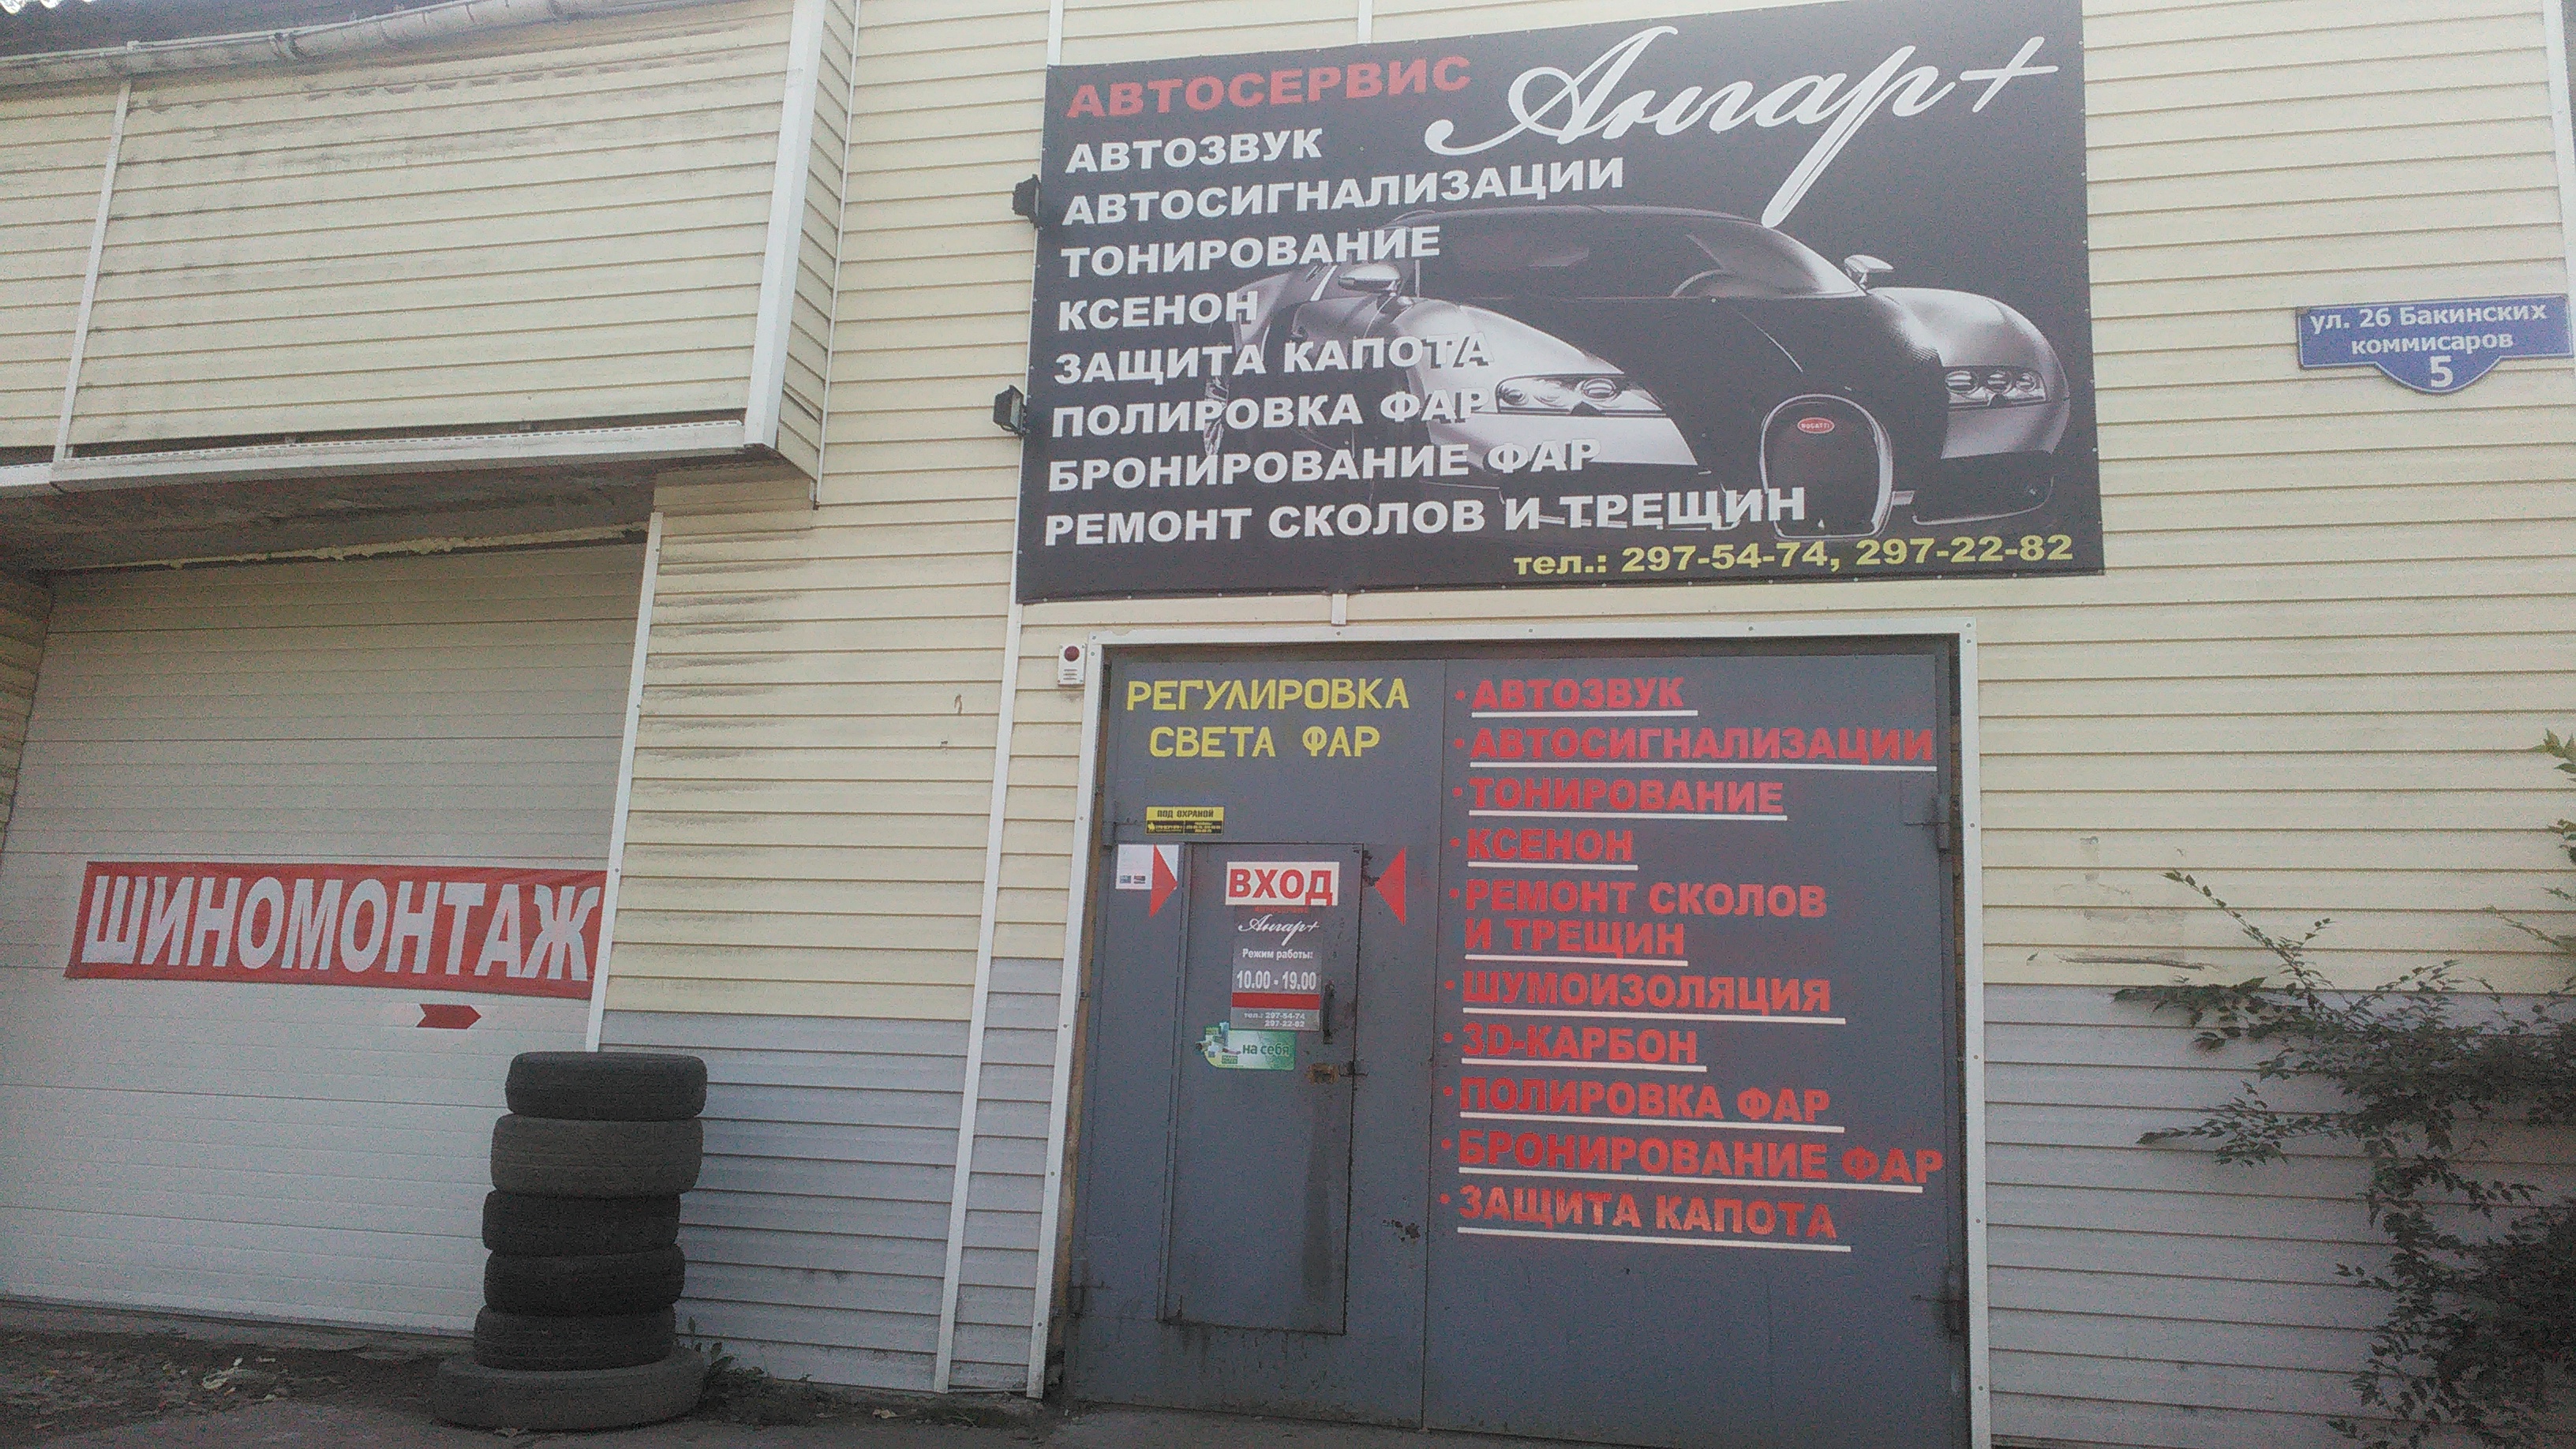 АВТОСЕРВИС
Ангар+
АВТОЗВУК
АВТОСИГНАЛИЗАЦИИ
ТОНИРОВАНИЕ
КСЕНОН
ЗАЩИТА КАПОТА
ПОЛИРОВКА ФАР
БРОНИРОВАНИЕ ФАР
РЕМОНТ СКОЛОВ И ТРЕЩИН
тел.: 297-54-74, 297-22-82
BUGATTI
ул. 26 Бакинских
коммисаров
5
ШИНОМОНТАЖ
РЕГУЛИРОВКА
СВЕТА ФАР
ПОД ОХРАНОЙ
ВХОД
Ангар+
Режим работы:
10.00 - 19.00
тел.: 297-54-74
297-22-82
на себя
• АВТОЗВУК
• АВТОСИГНАЛИЗАЦИИ
• ТОНИРОВАНИЕ
• КСЕНОН
• РЕМОНТ СКОЛОВ
И ТРЕЩИН
• ШУМОИЗОЛЯЦИЯ
• 3D-КАРБОН
• ПОЛИРОВКА ФАР
• БРОНИРОВАНИЕ ФАР
• ЗАЩИТА КАПОТА